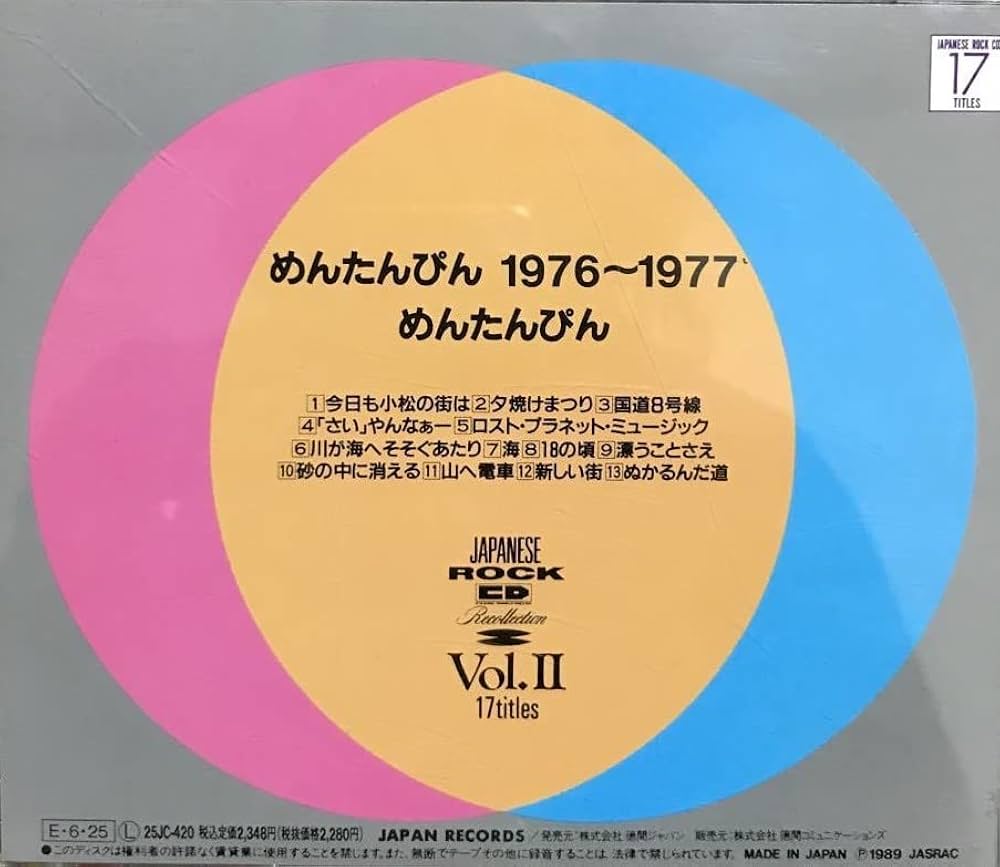 JAPANESE ROCK CD
17
TITLES
めんたんぴん 1976～1977
めんたんぴん
1今日も小松の街は2夕焼けまつり3国道8号線
4「さい」やんなぁー5ロスト・プラネット・ミュージック
6川が海へそそぐあたり7海818の頃9漂うことさえ
10砂の中に消える11山へ電車12新しい街13ぬかるんだ道
JAPANESE
ROCK
CD
Recollection
Vol.II
17titles
E・6・25 Ⓛ 25JC-420 税込定価2,348円(税抜価格2,280円) JAPAN RECORDS／発売元:株式会社 徳間ジャパン 販売元:株式会社 徳間コミュニケーションズ
●このディスクは権利者の許諾なく賃貸業に使用することを禁じます。また、無断でテープその他に録音することは、法律で禁じられています。 MADE IN JAPAN Ⓟ1989 JASRAC